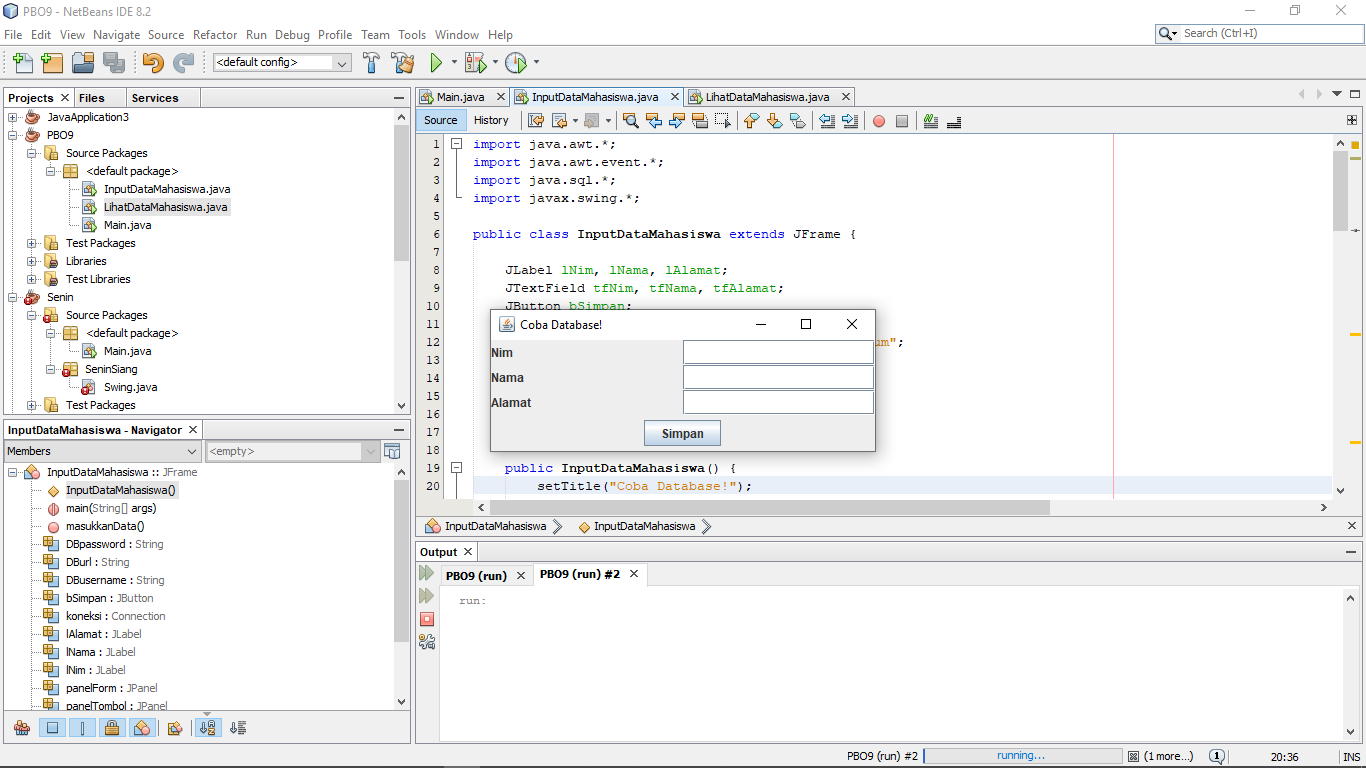 PBO9 - NetBeans IDE 8.2
File Edit View Navigate Source Refactor Run Debug Profile Team Tools Window Help
Search (Ctrl+I)
<default config>
Projects Files Services
JavaApplication3
PBO9
Source Packages
<default package>
InputDataMahasiswa.java
LihatDataMahasiswa.java
Main.java
Test Packages
Libraries
Test Libraries
Senin
Source Packages
<default package>
Main.java
SeninSiang
Swing.java
Test Packages
InputDataMahasiswa - Navigator
Members <empty>
InputDataMahasiswa :: JFrame
InputDataMahasiswa()
main(String[] args)
masukkanData()
DBpassword : String
DBurl : String
DBusername : String
bSimpan : JButton
koneksi : Connection
lAlamat : JLabel
lNama : JLabel
lNim : JLabel
panelForm : JPanel
panelTombol : JPanel
Main.java InputDataMahasiswa.java LihatDataMahasiswa.java
Source History
1 import java.awt.*;
2 import java.awt.event.*;
3 import java.sql.*;
4 import javax.swing.*;
5
6 public class InputDataMahasiswa extends JFrame {
7
8 JLabel lNim, lNama, lAlamat;
9 JTextField tfNim, tfNama, tfAlamat;
10 JButton bSimpan;
11
12 um";
13
14
15
16
17
18
19 public InputDataMahasiswa() {
20 setTitle("Coba Database!");
Coba Database!
Nim
Nama
Alamat
Simpan
InputDataMahasiswa InputDataMahasiswa
Output
PBO9 (run) PBO9 (run) #2
run:
PBO9 (run) #2 running... (1 more...) 1 20:36 INS